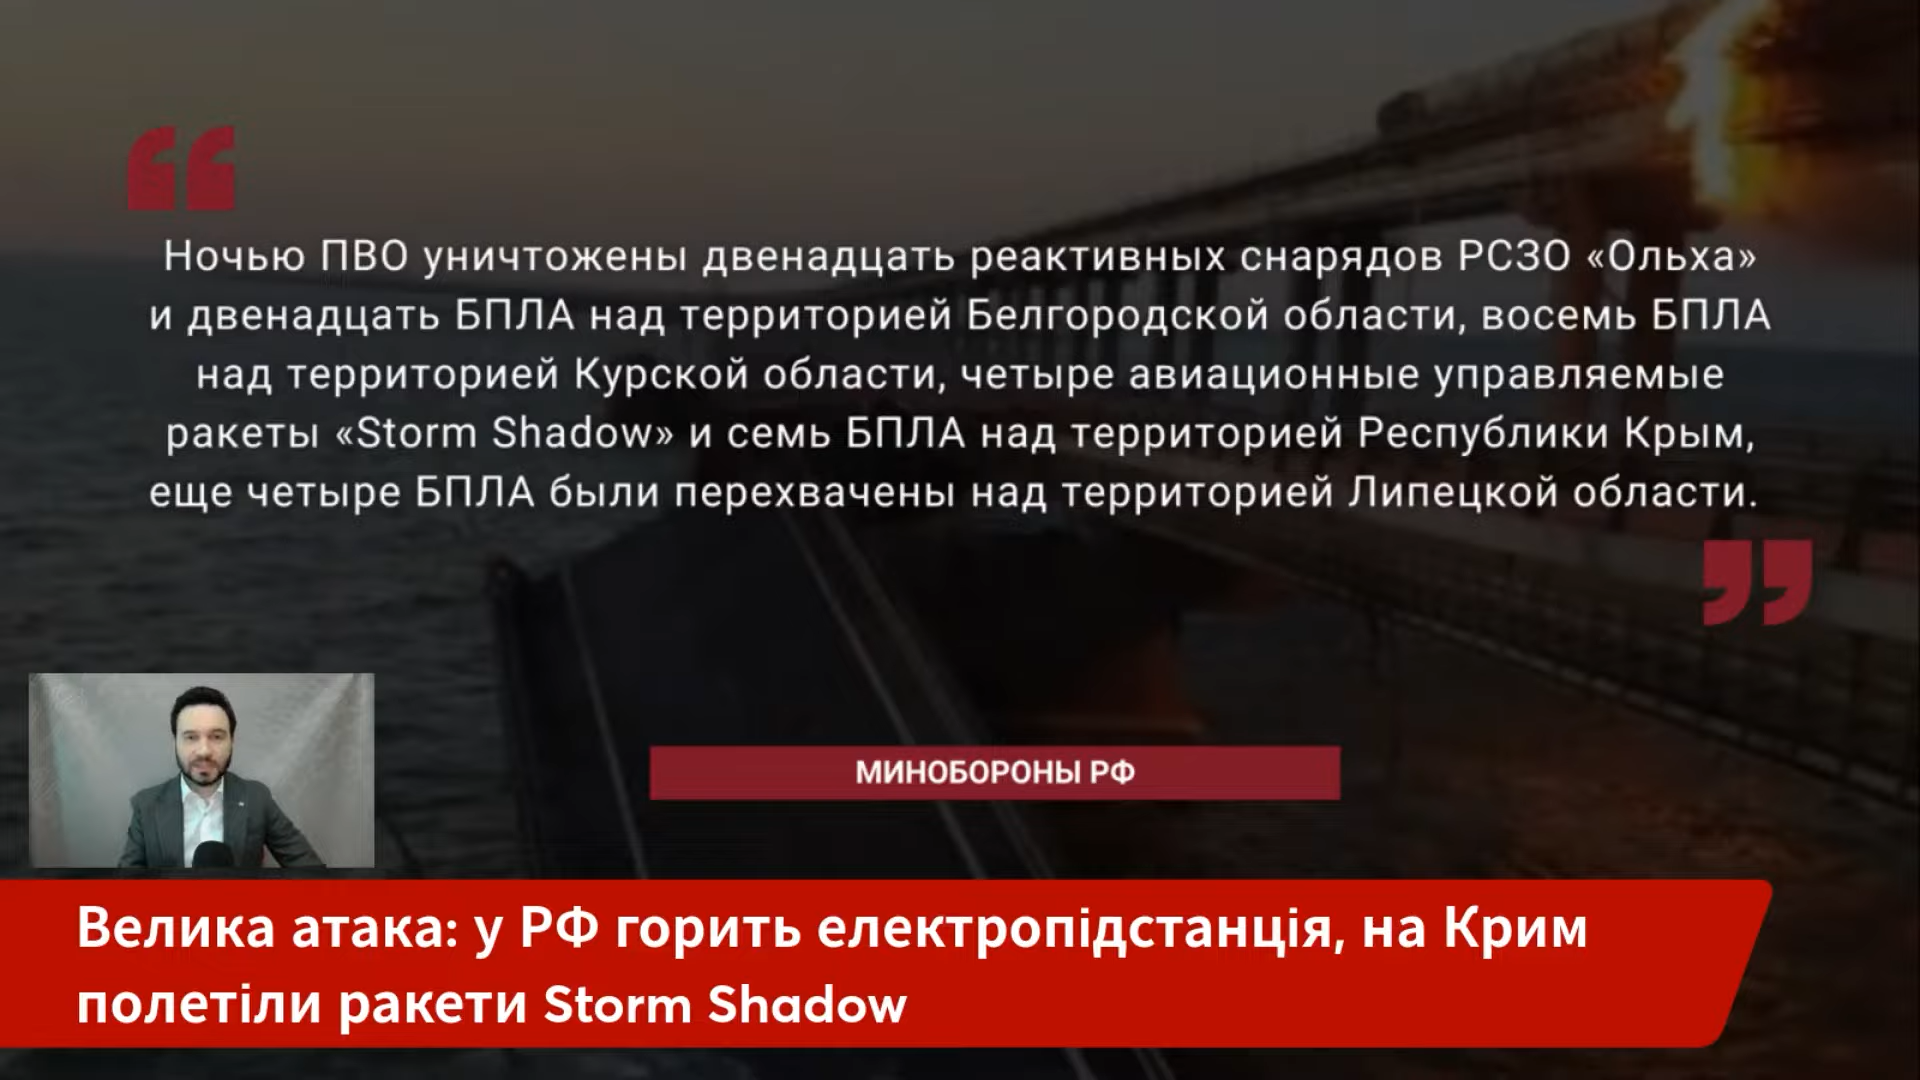 Ночью ПВО уничтожены двенадцать реактивных снарядов РСЗО «Ольха»
и двенадцать БПЛА над территорией Белгородской области, восемь БПЛА
над территорией Курской области, четыре авиационные управляемые
ракеты «Storm Shadow» и семь БПЛА над территорией Республики Крым,
еще четыре БПЛА были перехвачены над территорией Липецкой области.
МИНОБОРОНЫ РФ
Велика атака: у РФ горить електропідстанція, на Крим
полетіли ракети Storm Shadow